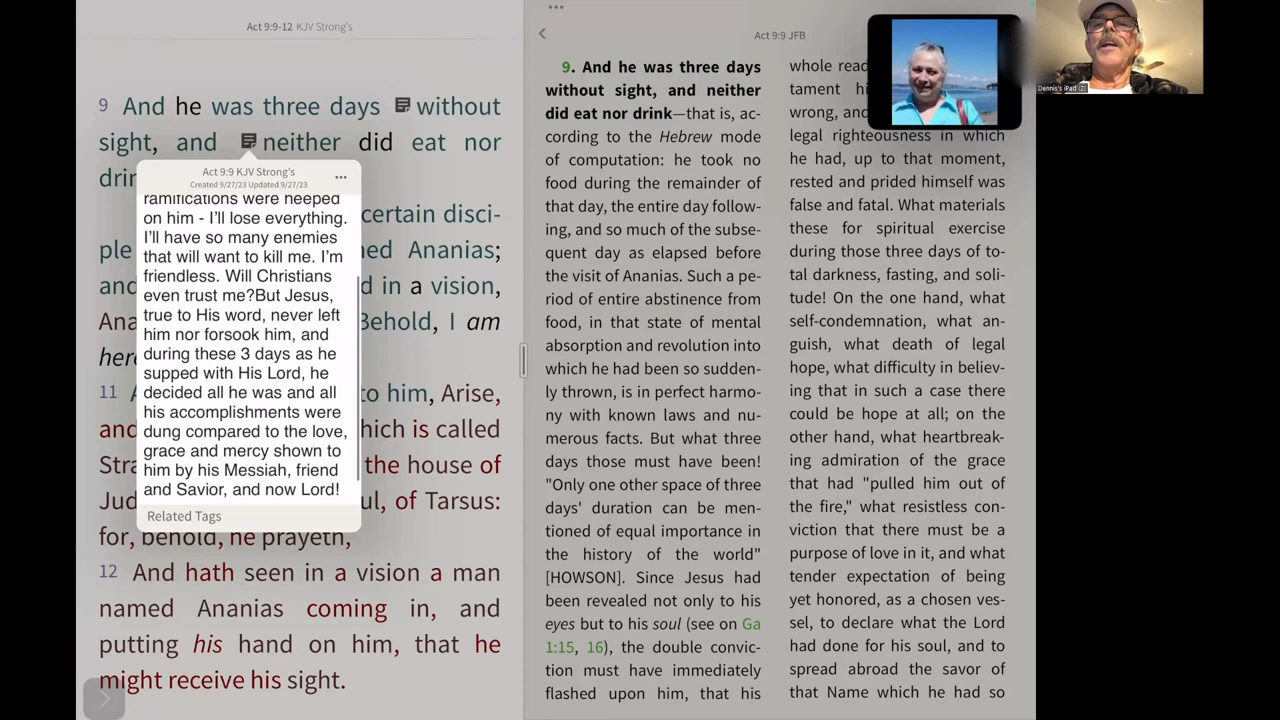 Act 9:9-12 KJV Strong's
9 And he was three days without
sight, and neither did eat nor
drin
certain disci-
ple ned Ananias;
and d in a vision,
Ana Behold, I am
here
11 to him, Arise,
and hich is called
Stra the house of
Jud ul, of Tarsus:
for, behold, he prayeth,
12 And hath seen in a vision a man
named Ananias coming in, and
putting his hand on him, that he
might receive his sight.
Act 9:9 KJV Strong's
Created 9/27/23 Updated 9/27/23
ramifications were heeped
on him - I'll lose everything.
I'll have so many enemies
that will want to kill me. I'm
friendless. Will Christians
even trust me?But Jesus,
true to His word, never left
him nor forsook him, and
during these 3 days as he
supped with His Lord, he
decided all he was and all
his accomplishments were
dung compared to the love,
grace and mercy shown to
him by his Messiah, friend
and Savior, and now Lord!
Related Tags
Act 9:9 JFB
9. And he was three days
without sight, and neither
did eat nor drink—that is, ac-
cording to the Hebrew mode
of computation: he took no
food during the remainder of
that day, the entire day follow-
ing, and so much of the subse-
quent day as elapsed before
the visit of Ananias. Such a pe-
riod of entire abstinence from
food, in that state of mental
absorption and revolution into
which he had been so sudden-
ly thrown, is in perfect harmo-
ny with known laws and nu-
merous facts. But what three
days those must have been!
"Only one other space of three
days' duration can be men-
tioned of equal importance in
the history of the world"
[HOWSON]. Since Jesus had
been revealed not only to his
eyes but to his soul (see on Ga
1:15, 16), the double convic-
tion must have immediately
flashed upon him, that his
whole read
tament hi
wrong, and
legal righteousness in which
he had, up to that moment,
rested and prided himself was
false and fatal. What materials
these for spiritual exercise
during those three days of to-
tal darkness, fasting, and soli-
tude! On the one hand, what
self-condemnation, what an-
guish, what death of legal
hope, what difficulty in believ-
ing that in such a case there
could be hope at all; on the
other hand, what heartbreak-
ing admiration of the grace
that had "pulled him out of
the fire," what resistless con-
viction that there must be a
purpose of love in it, and what
tender expectation of being
yet honored, as a chosen ves-
sel, to declare what the Lord
had done for his soul, and to
spread abroad the savor of
that Name which he had so
Dennis's iPad (2)